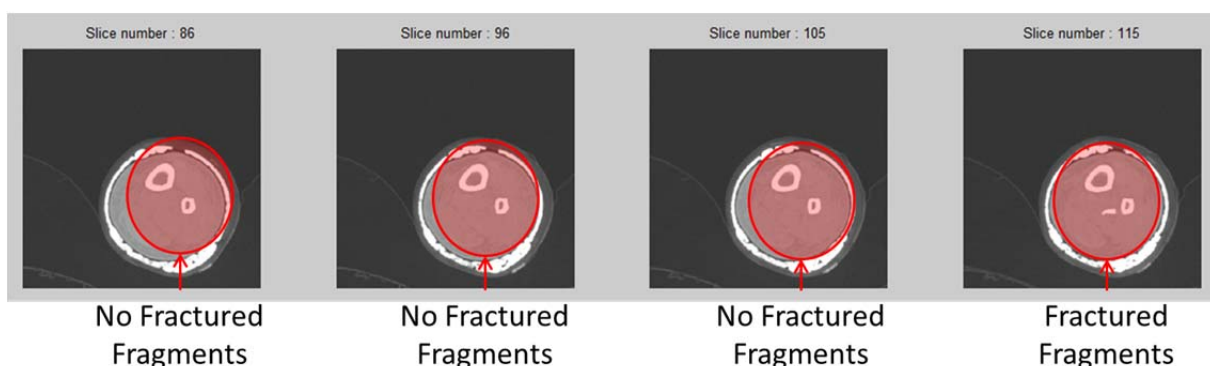 Slice number : 86
Slice number : 96
Slice number : 105
Slice number : 115
No Fractured
Fragments
No Fractured
Fragments
No Fractured
Fragments
Fractured
Fragments